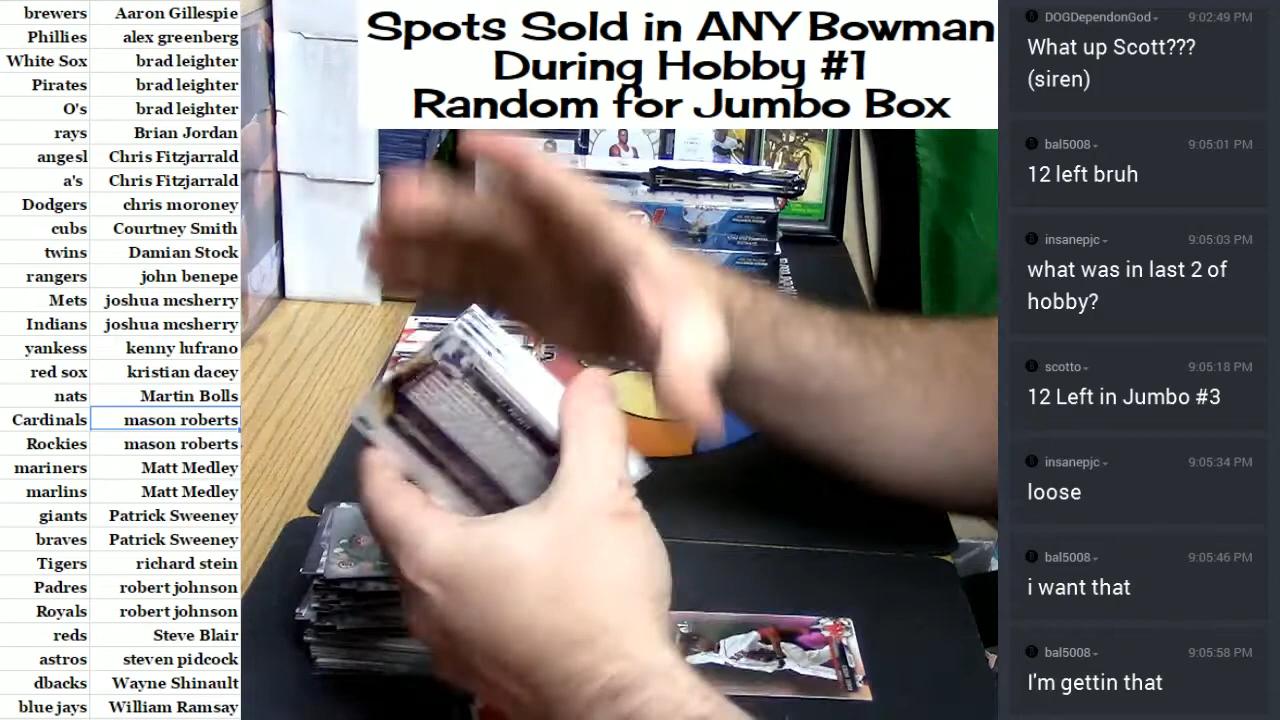 brewers Aaron Gillespie
Phillies alex greenberg
White Sox brad leighter
Pirates brad leighter
O's brad leighter
rays Brian Jordan
angesl Chris Fitzjarrald
a's Chris Fitzjarrald
Dodgers chris moroney
cubs Courtney Smith
twins Damian Stock
rangers john benepe
Mets joshua mcsherry
Indians joshua mcsherry
yankess kenny lufrano
red sox kristian dacey
nats Martin Bolls
Cardinals mason roberts
Rockies mason roberts
mariners Matt Medley
marlins Matt Medley
giants Patrick Sweeney
braves Patrick Sweeney
Tigers richard stein
Padres robert johnson
Royals robert johnson
reds Steve Blair
astros steven pidcock
dbacks Wayne Shinault
blue jays William Ramsay
Spots Sold in ANY Bowman
During Hobby #1
Random for Jumbo Box
DOGDependonGod 9:02:49 PM
What up Scott???
(siren)
bal5008 9:05:01 PM
12 left bruh
insanepjc 9:05:03 PM
what was in last 2 of
hobby?
scotto 9:05:18 PM
12 Left in Jumbo #3
insanepjc 9:05:34 PM
loose
bal5008 9:05:46 PM
i want that
bal5008 9:05:58 PM
I'm gettin that